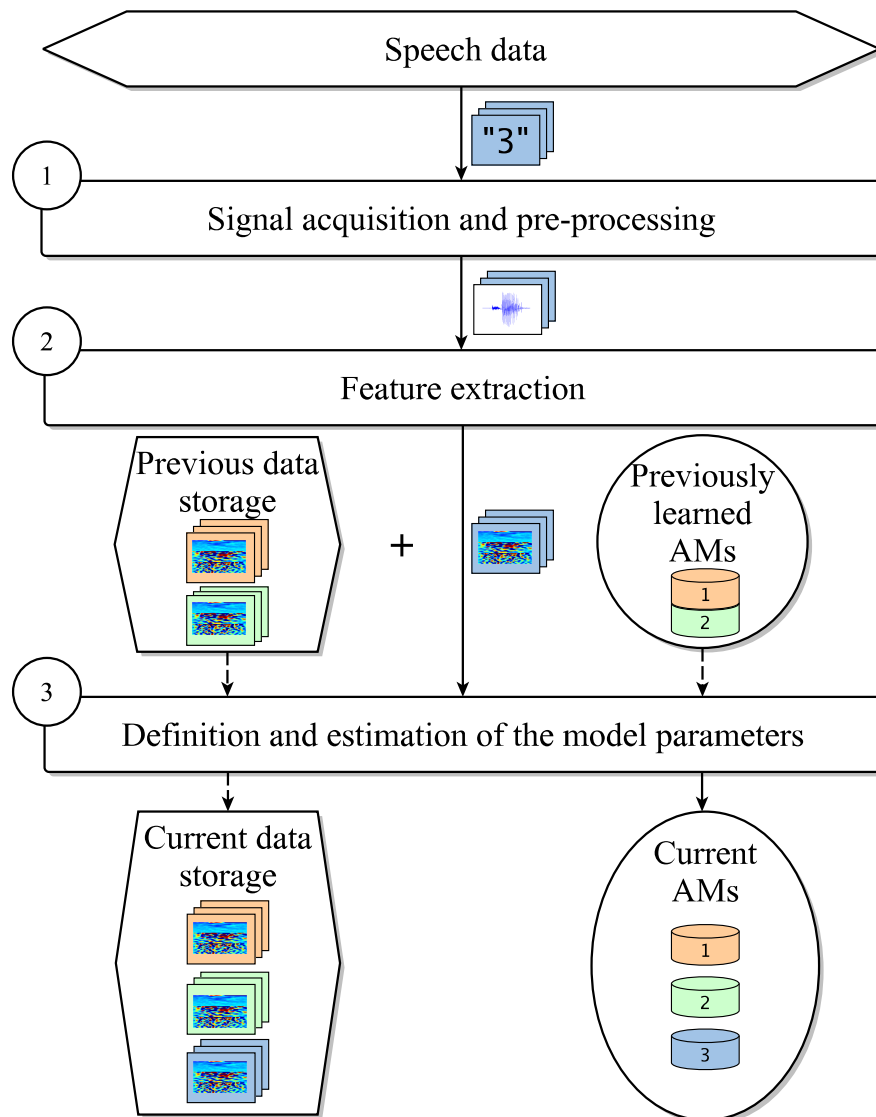 Speech data
"3"
1
Signal acquisition and pre-processing
2
Feature extraction
Previous data
storage
+
Previously
learned
AMs
1
2
3
Definition and estimation of the model parameters
Current data
storage
Current
AMs
1
2
3